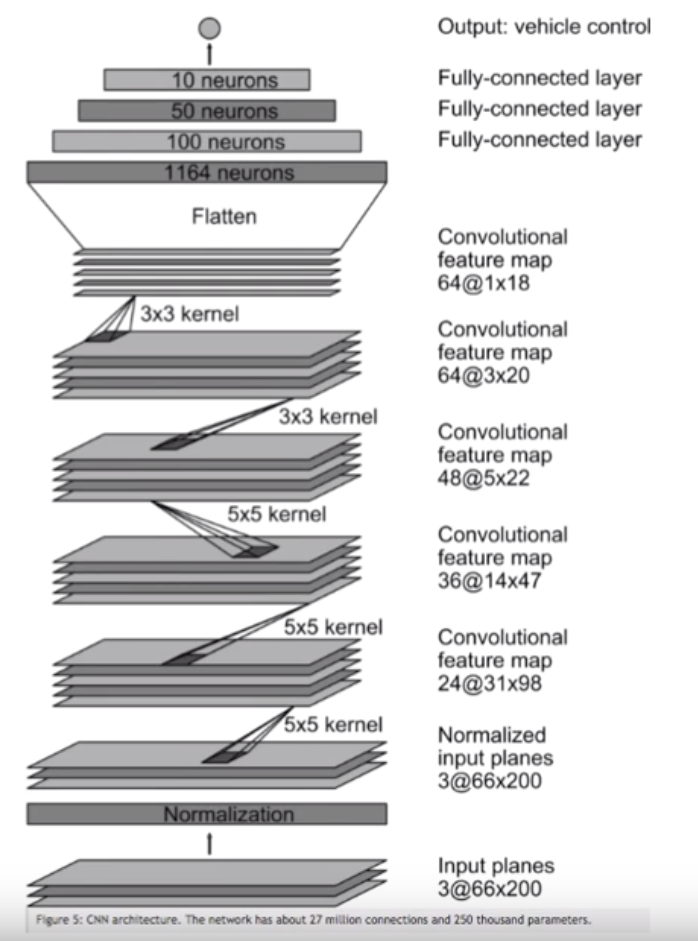 Output: vehicle control
10 neurons
Fully-connected layer
50 neurons
Fully-connected layer
100 neurons
Fully-connected layer
1164 neurons
Flatten
Convolutional
feature map
64@1x18
3x3 kernel
Convolutional
feature map
64@3x20
3x3 kernel
Convolutional
feature map
48@5x22
5x5 kernel
Convolutional
feature map
36@14x47
5x5 kernel
Convolutional
feature map
24@31x98
5x5 kernel
Normalized
input planes
3@66x200
Normalization
Input planes
3@66x200
Figure 5: CNN architecture. The network has about 27 million connections and 250 thousand parameters.